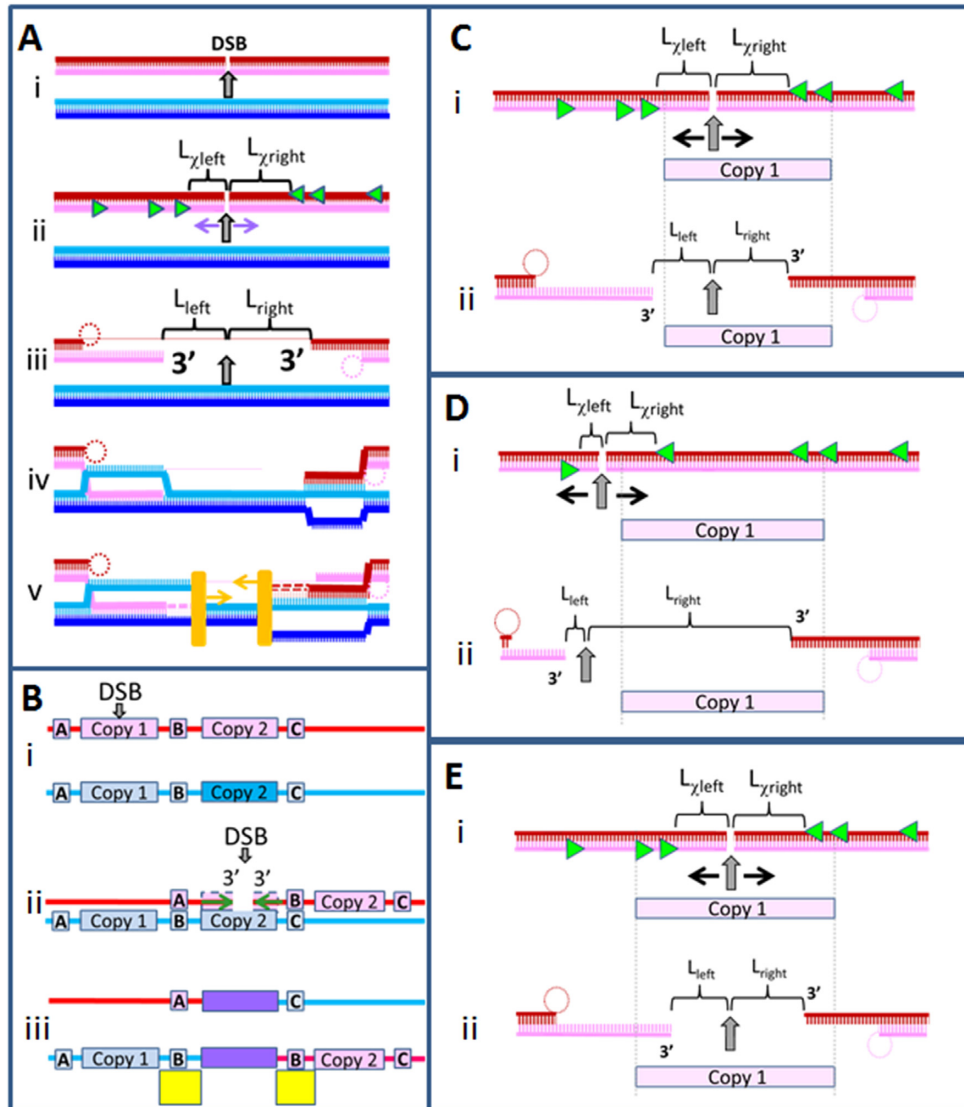 A
DSB
i
Lχleft
Lχright
ii
Lleft
Lright
iii
3’
3’
iv
v
B
DSB
A
Copy 1
B
Copy 2
C
i
A
Copy 1
B
Copy 2
C
DSB
3’
3’
ii
A
B
Copy 2
C
A
Copy 1
B
Copy 2
C
A
C
iii
A
Copy 1
B
B
Copy 2
C
C
Lχleft
Lχright
i
Copy 1
Lleft
Lright
3’
ii
3’
Copy 1
D
Lχleft
Lχright
i
Copy 1
Lleft
Lright
3’
ii
3’
Copy 1
E
Lχleft
Lχright
i
Copy 1
Lleft
Lright
3’
ii
3’
Copy 1